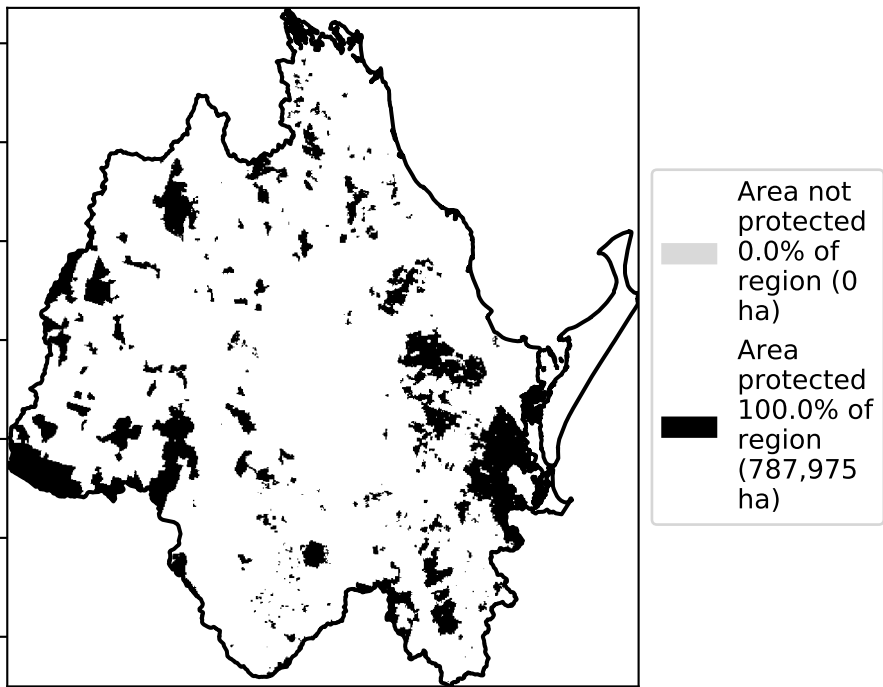 Area not
protected
0.0% of
region (0
ha)
Area
protected
100.0% of
region
(787,975
ha)